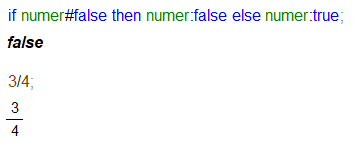 if numer#false then numer:false else numer:true;
false
3/4;
3
4